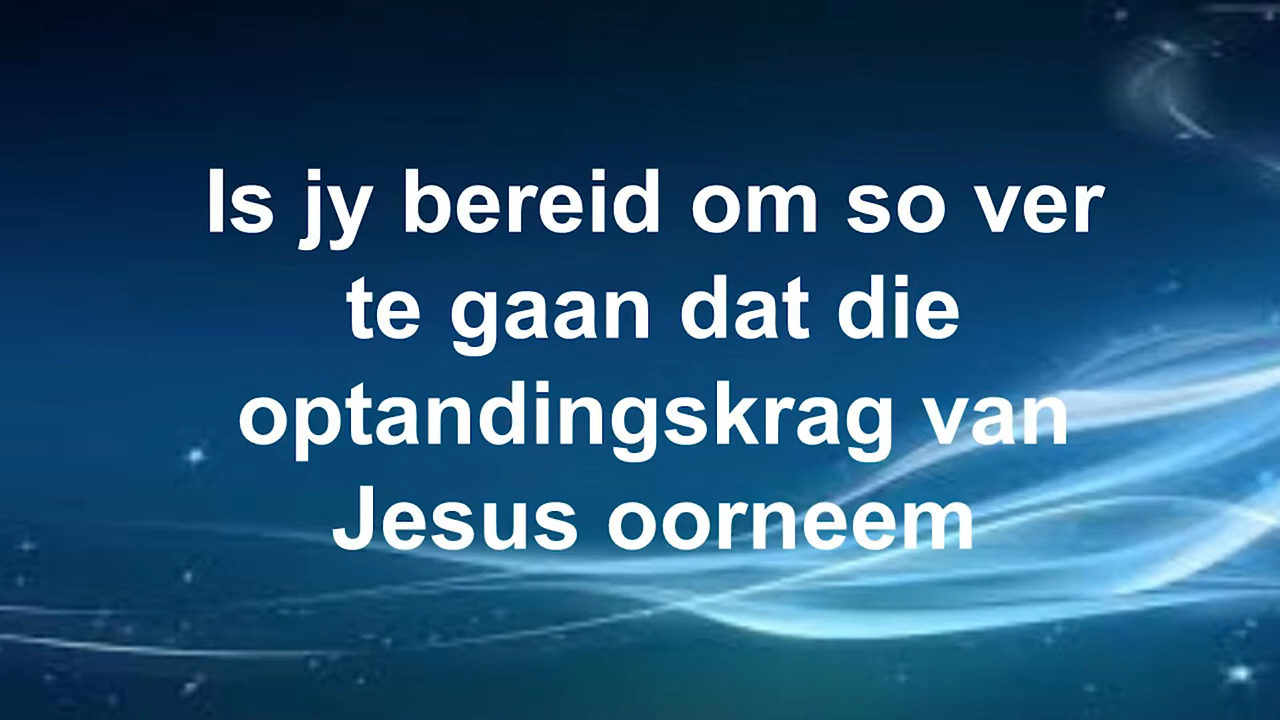 Is jy bereid om so ver
te gaan dat die
optandingskrag van
Jesus oorneem